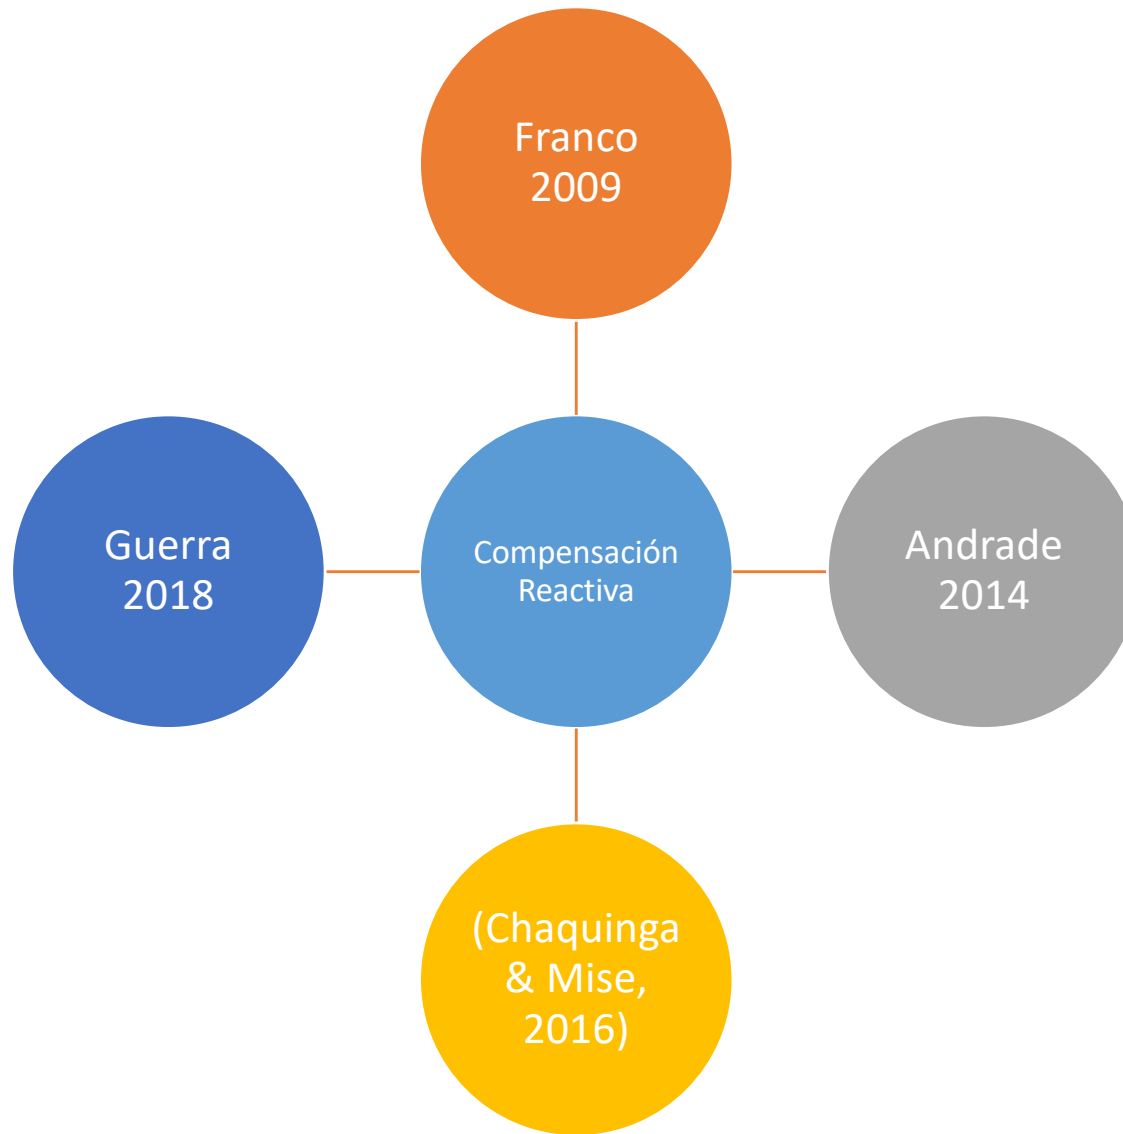 Franco
2009
Guerra
2018
Compensación
Reactiva
Andrade
2014
(Chaquinga
& Mise,
2016)